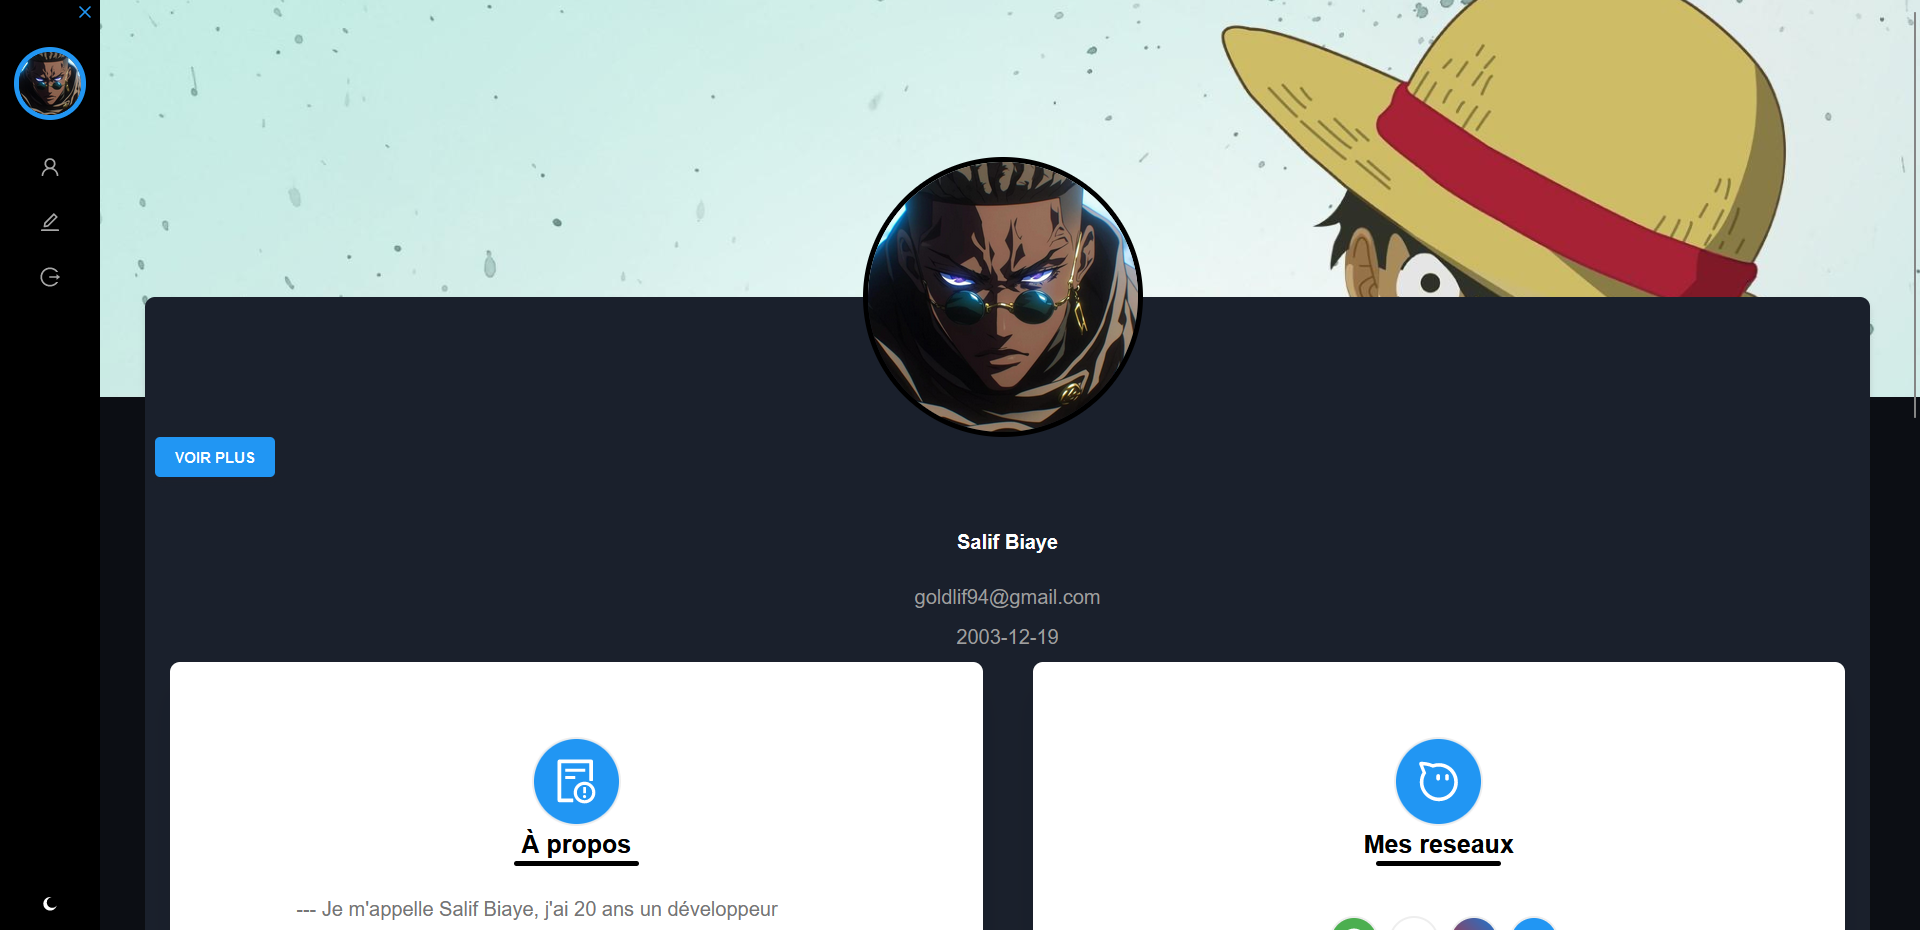 VOIR PLUS
Salif Biaye
goldlif94@gmail.com
2003-12-19
À propos
--- Je m'appelle Salif Biaye, j'ai 20 ans un développeur
Mes reseaux